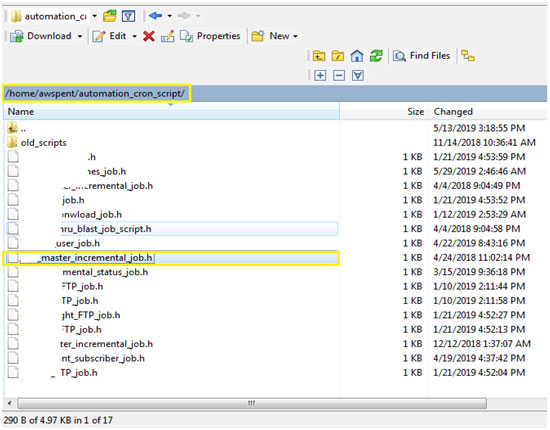 automation_cr
Download Edit Properties New
Find Files
/home/awspent/automation_cron_script/
Name Size Changed
.. 5/13/2019 3:18:55 PM
old_scripts 11/14/2018 10:36:41 AM
.h 1 KB 1/21/2019 4:53:59 PM
nes_job.h 1 KB 5/29/2019 2:46:46 AM
er_incremental_job.h 1 KB 4/4/2018 9:04:49 PM
job.h 1 KB 1/21/2019 4:53:52 PM
onwload_job.h 1 KB 1/12/2019 2:53:29 AM
nru_blast_job_script.h 1 KB 4/4/2018 9:04:58 PM
_user_job.h 1 KB 4/22/2019 8:43:16 PM
_master_incremental_job.h 1 KB 4/24/2018 11:02:14 PM
mental_status_job.h 1 KB 3/15/2019 9:36:18 PM
FTP_job.h 1 KB 1/10/2019 2:11:44 PM
TP_job.h 1 KB 1/10/2019 2:11:58 PM
ght_FTP_job.h 1 KB 1/21/2019 4:52:27 PM
FTP_job.h 1 KB 1/21/2019 4:52:13 PM
ter_incremental_job.h 1 KB 12/12/2018 1:37:07 AM
nt_subscriber_job.h 1 KB 4/19/2019 4:37:42 PM
_TP_job.h 1 KB 1/21/2019 4:52:04 PM
290 B of 4.97 KB in 1 of 17